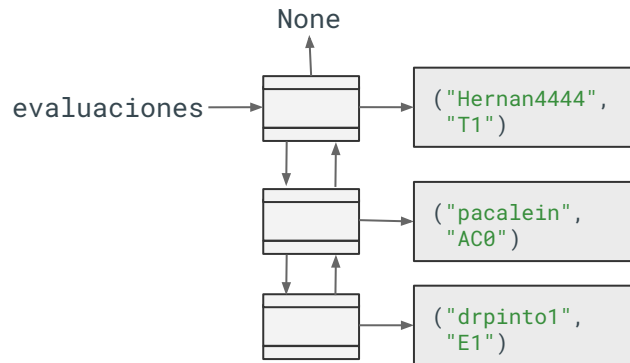 None
evaluaciones
("Hernan4444",
"T1")
("pacalein",
"AC0")
("drpinto1",
"E1")